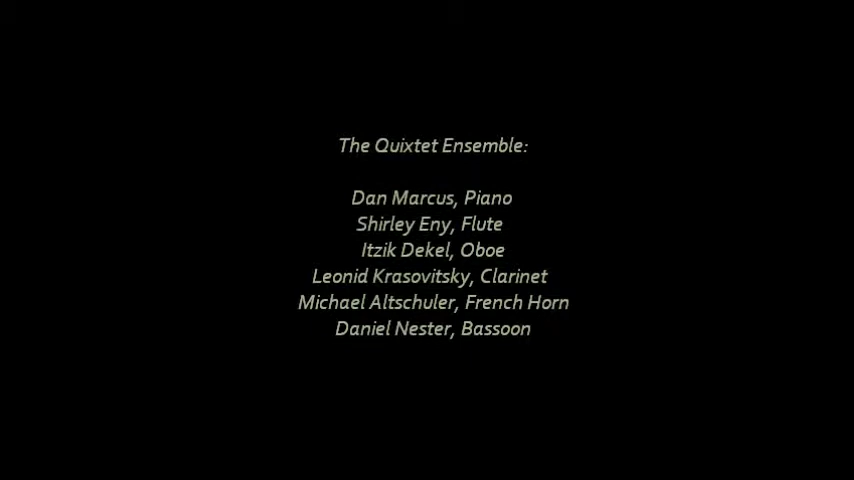 The Quixtet Ensemble:
Dan Marcus, Piano
Shirley Eny, Flute
Itzik Dekel, Oboe
Leonid Krasovitsky, Clarinet
Michael Altschuler, French Horn
Daniel Nester, Bassoon